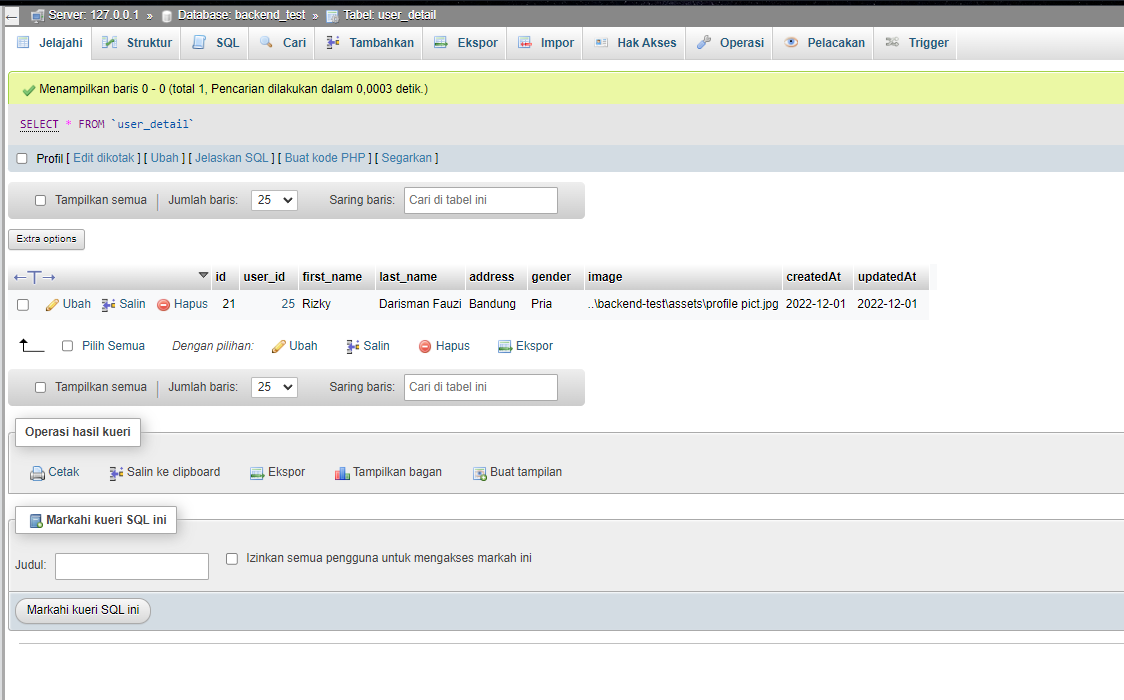 Server: 127.0.0.1 » Database: backend_test » Tabel: user_detail
Jelajahi Struktur SQL Cari Tambahkan Ekspor Impor Hak Akses Operasi Pelacakan Trigger
Menampilkan baris 0 - 0 (total 1, Pencarian dilakukan dalam 0,0003 detik.)
SELECT * FROM `user_detail`
Profil [ Edit dikotak ] [ Ubah ] [ Jelaskan SQL ] [ Buat kode PHP ] [ Segarkan ]
Tampilkan semua Jumlah baris: 25 Saring baris: Cari di tabel ini
Extra options
←T→ id user_id first_name last_name address gender image createdAt updatedAt
Ubah Salin Hapus 21 25 Rizky Darisman Fauzi Bandung Pria ..\backend-test\assets\profile pict.jpg 2022-12-01 2022-12-01
Pilih Semua Dengan pilihan: Ubah Salin Hapus Ekspor
Tampilkan semua Jumlah baris: 25 Saring baris: Cari di tabel ini
Operasi hasil kueri
Cetak Salin ke clipboard Ekspor Tampilkan bagan Buat tampilan
Markahi kueri SQL ini
Judul: Izinkan semua pengguna untuk mengakses markah ini
Markahi kueri SQL ini